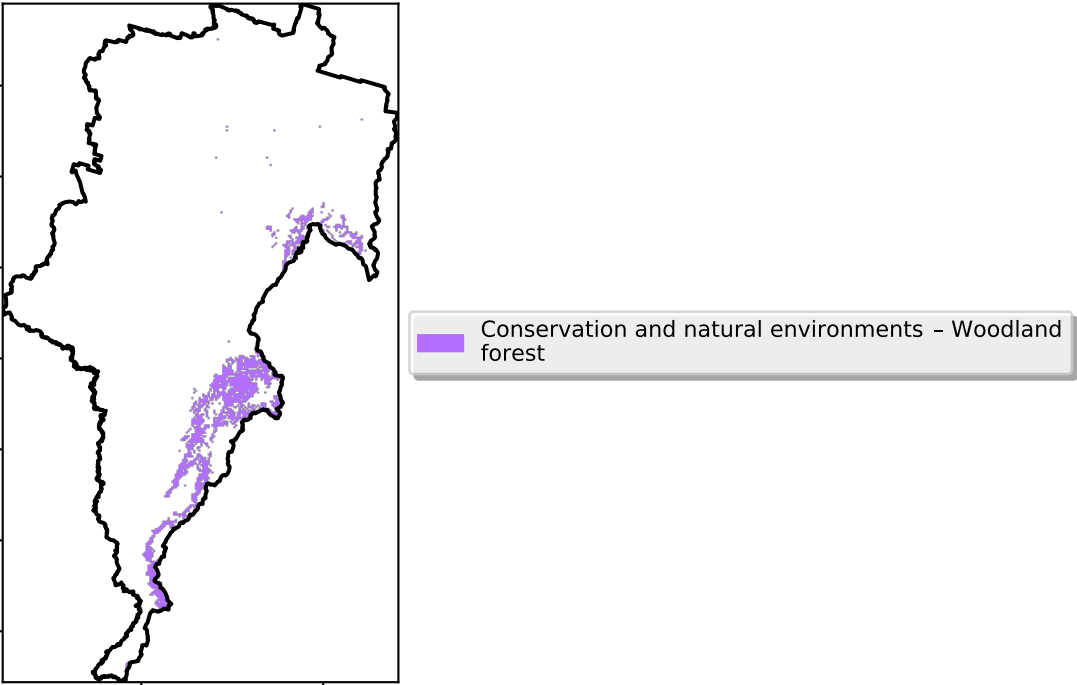 Conservation and natural environments – Woodland
forest